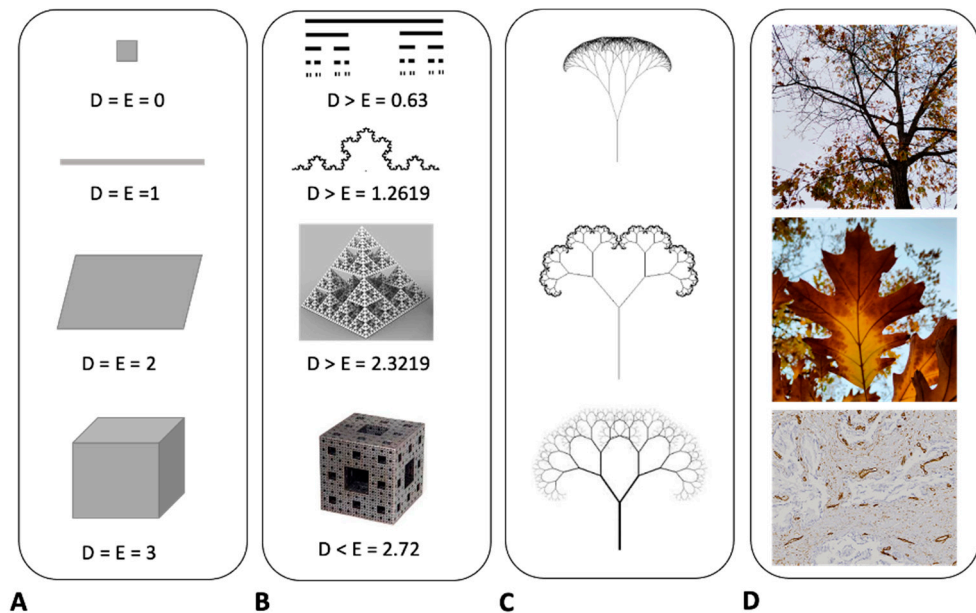 D = E = 0
D = E =1
D = E = 2
D = E = 3
A
D > E = 0.63
D > E = 1.2619
D > E = 2.3219
D < E = 2.72
B
C
D